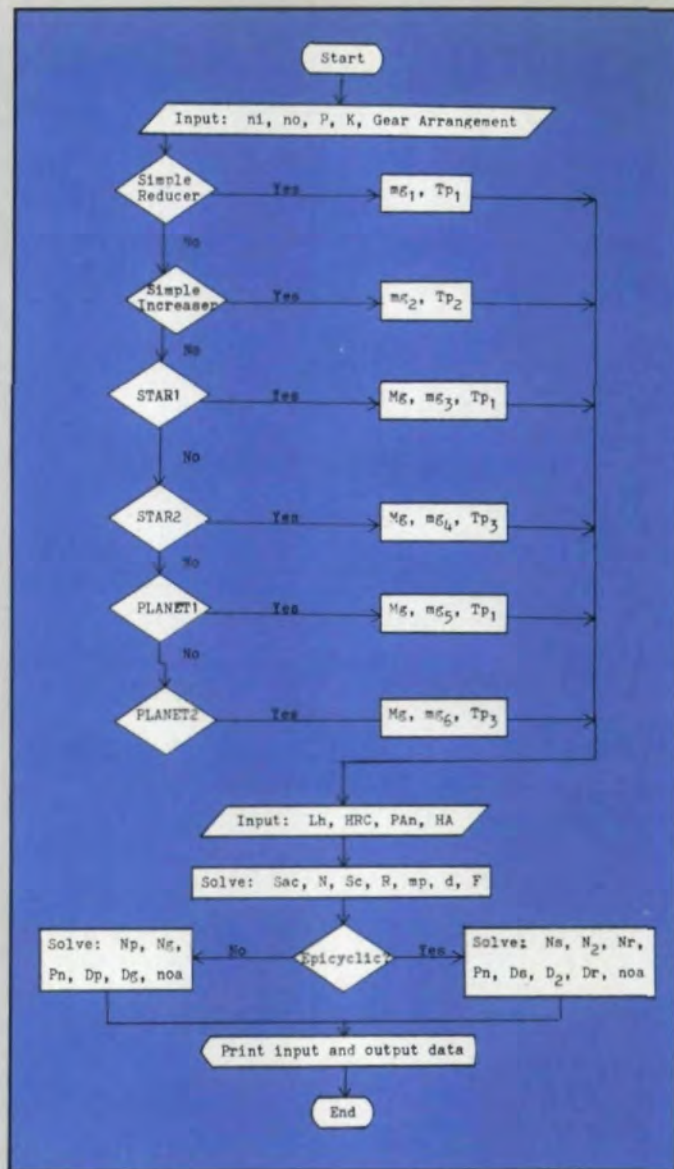 Start
Input: ni, no, P, K, Gear Arrangement
Simple
Reducer
Yes
mg₁, Tp₁
No
Simple
Increaser
Yes
mg₂, Tp₂
No
STAR1
Yes
Mg, mg₃, Tp₁
No
STAR2
Yes
Mg, mg₄, Tp₃
No
PLANET1
Yes
Mg, mg₅, Tp₁
No
PLANET2
Yes
Mg, mg₆, Tp₃
Input: Lh, HRC, PAn, HA
Solve: Sac, N, Sc, R, mp, d, F
Solve: Np, Ng,
Pn, Dp, Dg, noa
No
Epicyclic?
Yes
Solve: Ns, N₂, Nr,
Pn, Ds, D₂, Dr, noa
Print input and output data
End